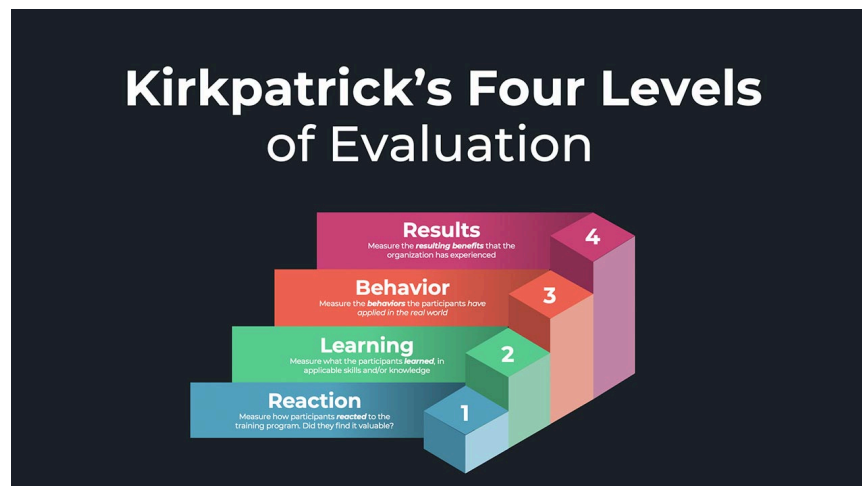 Kirkpatrick's Four Levels
of Evaluation
Results
Measure the resulting benefits that the
organization has experienced
4
Behavior
Measure the behaviors the participants have
applied in the real world
3
Learning
Measure what the participants learned, in
applicable skills and/or knowledge
2
Reaction
Measure how participants reacted to the
training program. Did they find it valuable?
1